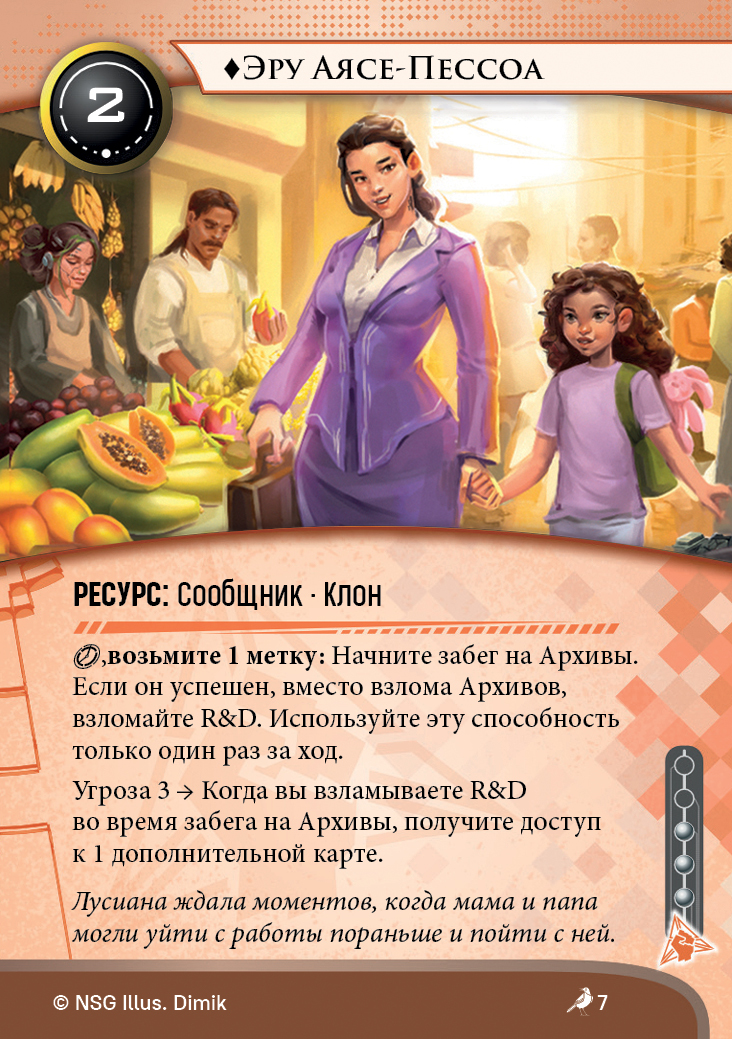 2
♦Эру Аясе-Пессоа
РЕСУРС: Сообщник · Клон
,возьмите 1 метку: Начните забег на Архивы.
Если он успешен, вместо взлома Архивов,
взломайте R&D. Используйте эту способность
только один раз за ход.
Угроза 3 → Когда вы взламываете R&D
во время забега на Архивы, получите доступ
к 1 дополнительной карте.
Лусиана ждала моментов, когда мама и папа
могли уйти с работы пораньше и пойти с ней.
© NSG Illus. Dimik
7